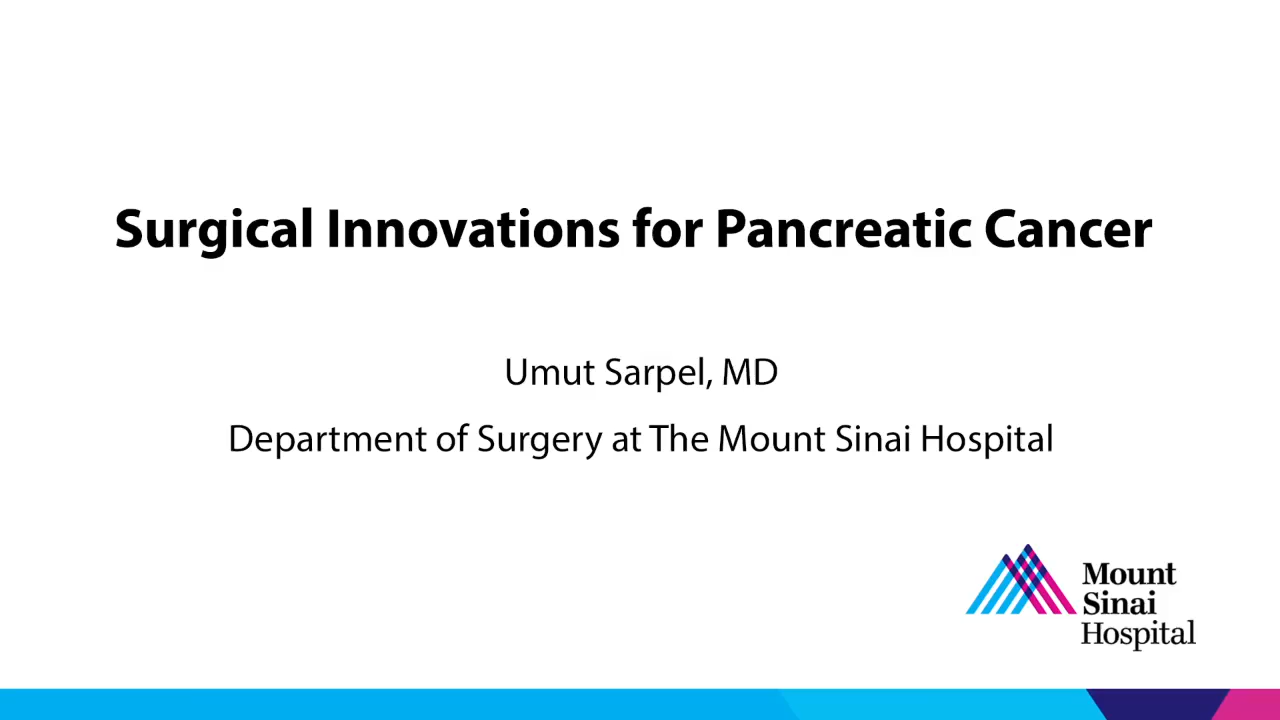 Surgical Innovations for Pancreatic Cancer
Umut Sarpel, MD
Department of Surgery at The Mount Sinai Hospital
Mount
Sinai
Hospital